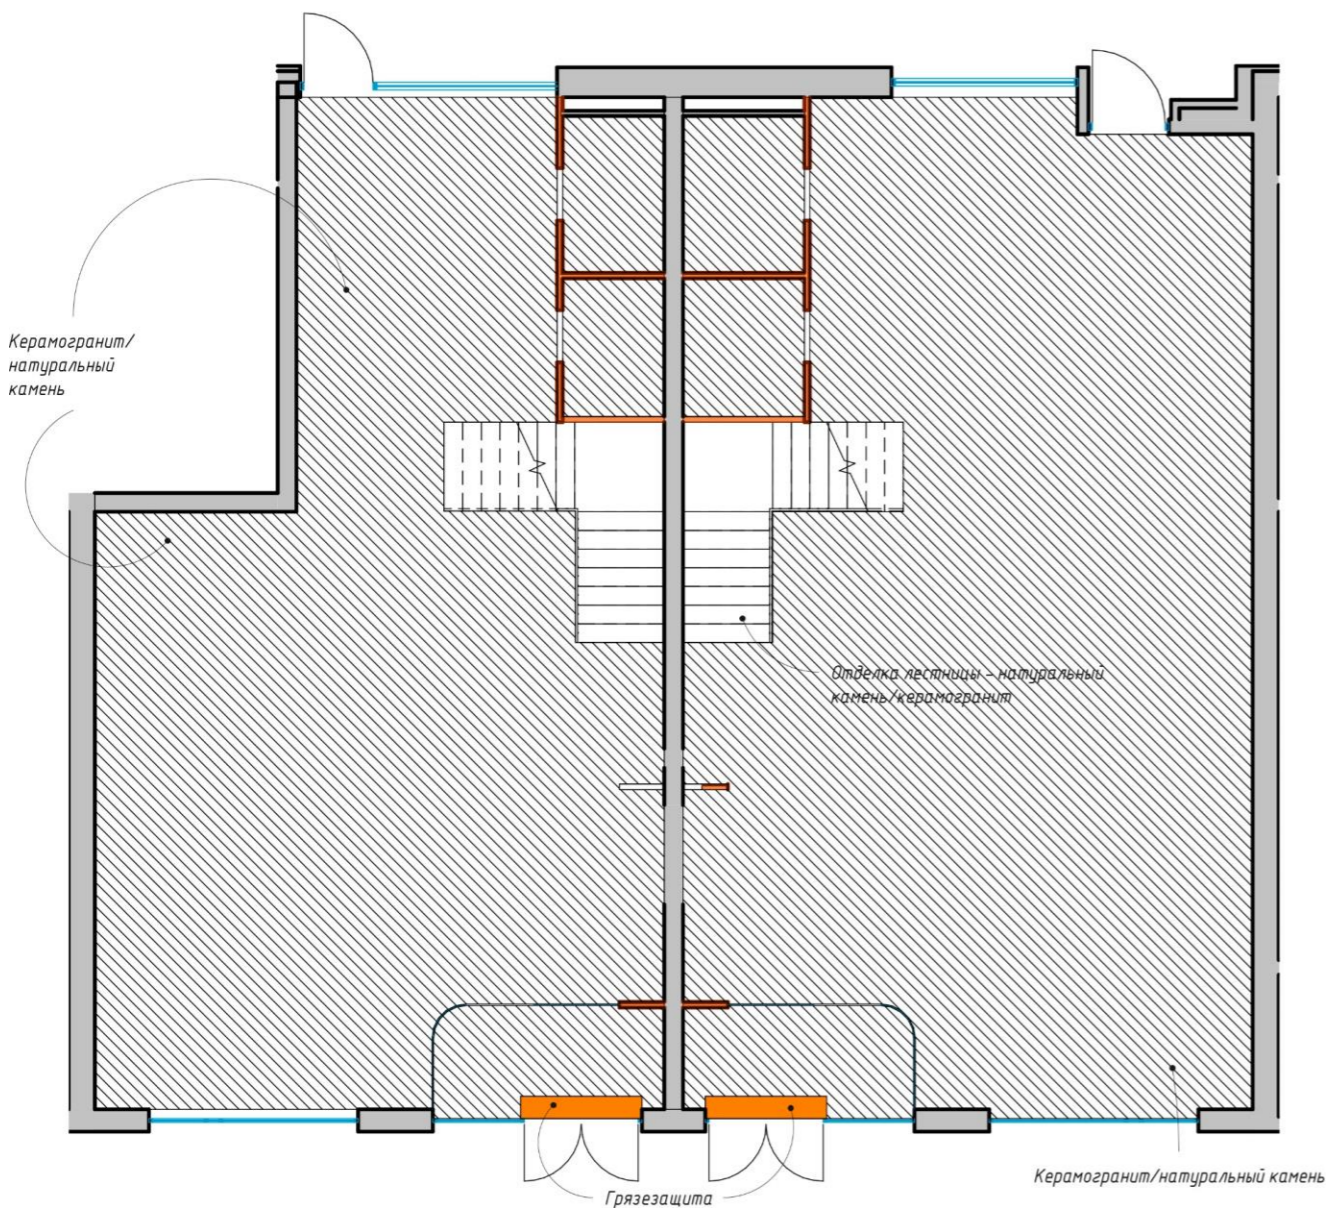 Керамогранит/
натуральный
камень
Отделка лестницы – натуральный
камень/керамогранит
Керамогранит/натуральный камень
Грязезащита